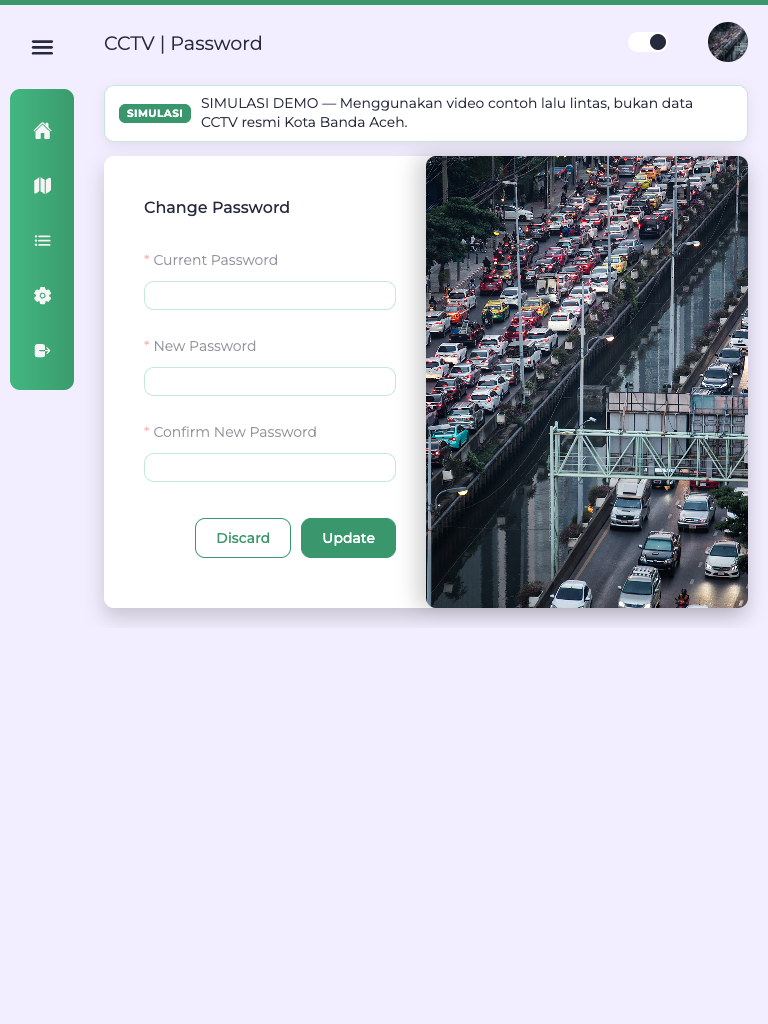 CCTV | Password
SIMULASI
SIMULASI DEMO — Menggunakan video contoh lalu lintas, bukan data
CCTV resmi Kota Banda Aceh.
Change Password
* Current Password
* New Password
* Confirm New Password
Discard
Update